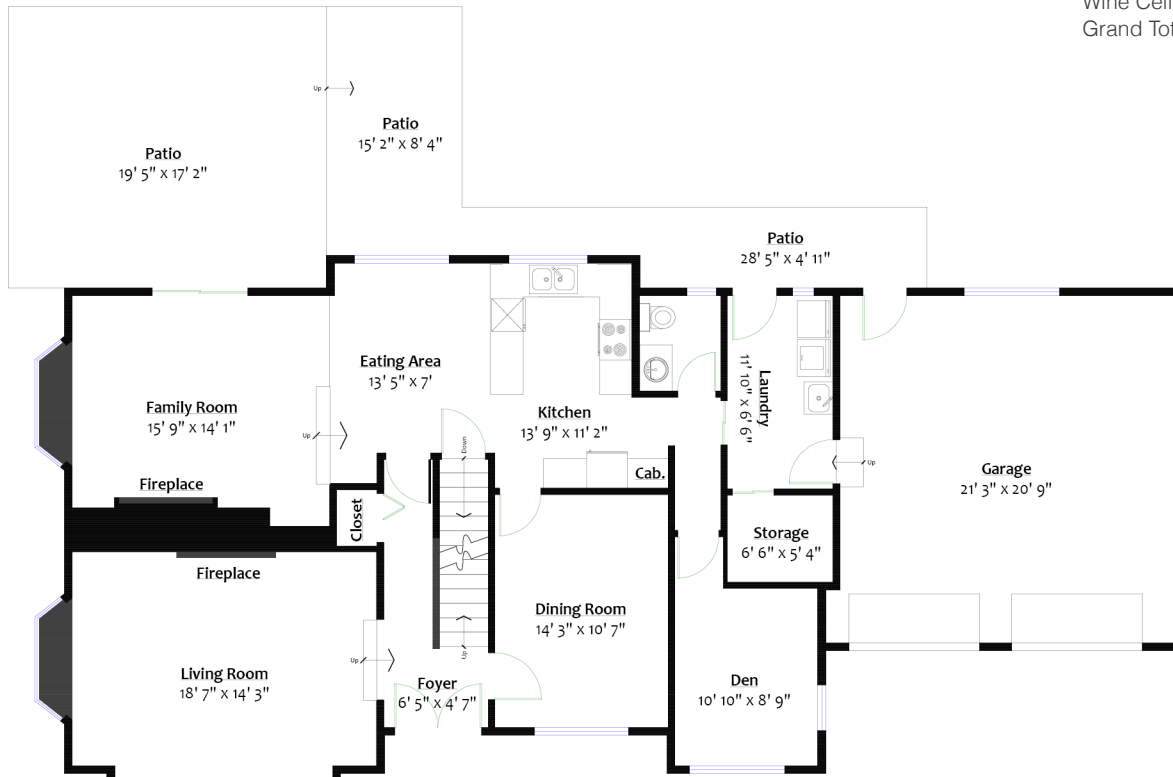 Wine Cell
Grand Tot
Up
Patio
15' 2" x 8' 4"
Patio
19' 5" x 17' 2"
Patio
28' 5" x 4' 11"
Eating Area
13' 5" x 7'
Laundry
11' 10" x 6' 6"
Family Room
15' 9" x 14' 1"
Up
Kitchen
13' 9" x 11' 2"
Down
Cab.
Up
Garage
21' 3" x 20' 9"
Fireplace
Closet
Storage
6' 6" x 5' 4"
Fireplace
Dining Room
14' 3" x 10' 7"
Up
Up
Living Room
18' 7" x 14' 3"
Foyer
6' 5" x 4' 7"
Den
10' 10" x 8' 9"